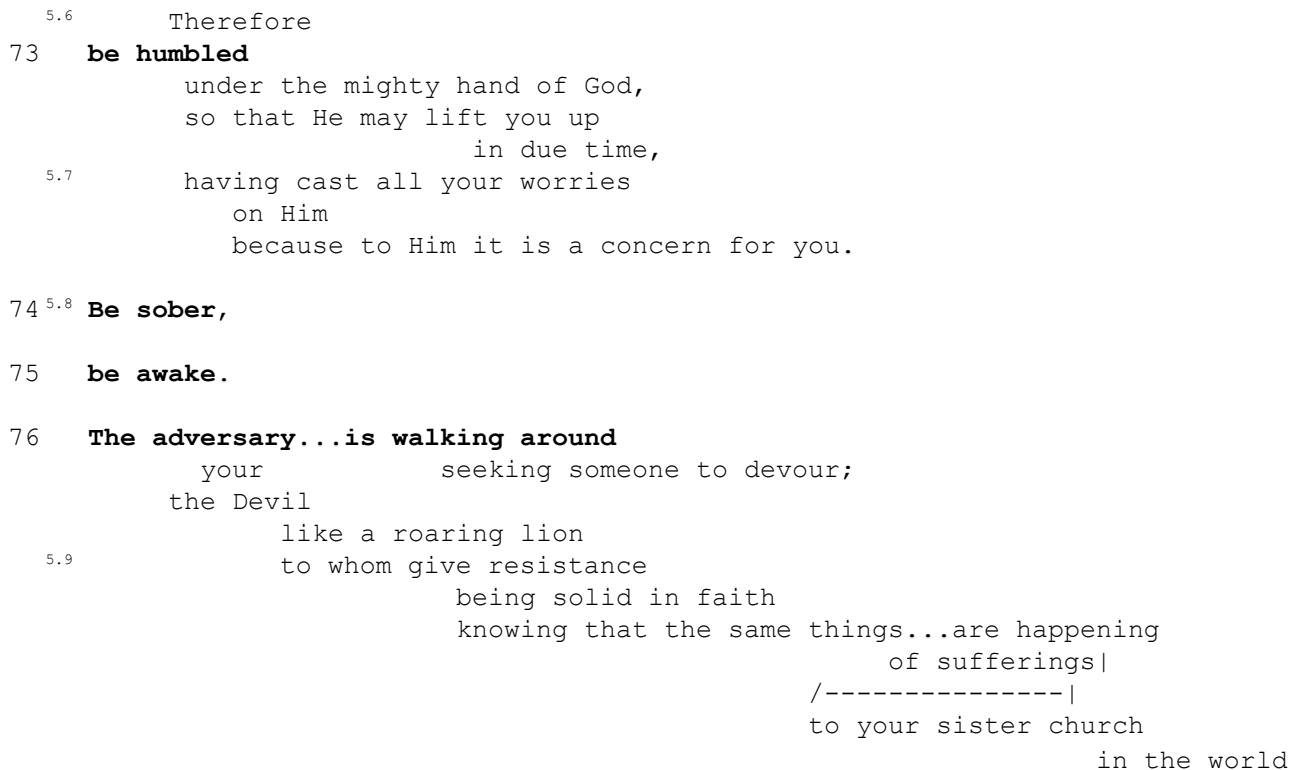 5.6 Therefore
73 be humbled
under the mighty hand of God,
so that He may lift you up
in due time,
5.7 having cast all your worries
on Him
because to Him it is a concern for you.
74 5.8 Be sober,
75 be awake.
76 The adversary...is walking around
your seeking someone to devour;
the Devil
like a roaring lion
5.9 to whom give resistance
being solid in faith
knowing that the same things...are happening
of sufferings|
/---------------|
to your sister church
in the world